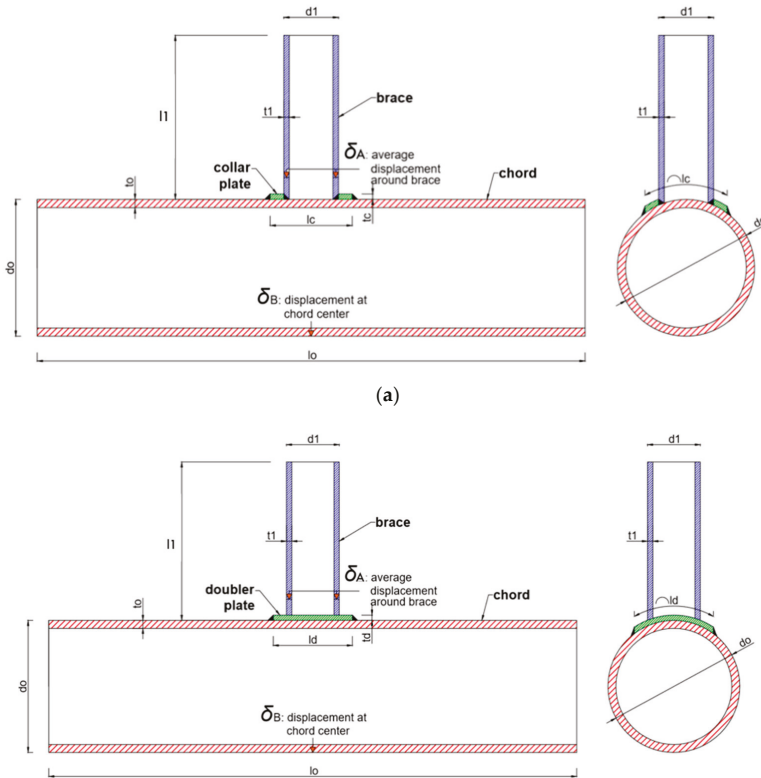 d1
l1
t1
brace
δA: average
displacement
around brace
collar
plate
chord
to
lc
tc
do
δB: displacement at
chord center
lo
t1
lc
(a)
d1
d1
l1
t1
t1
brace
δA: average
displacement
around brace
doubler
plate
chord
to
ld
td
ld
do
do
δB: displacement at
chord center
lo